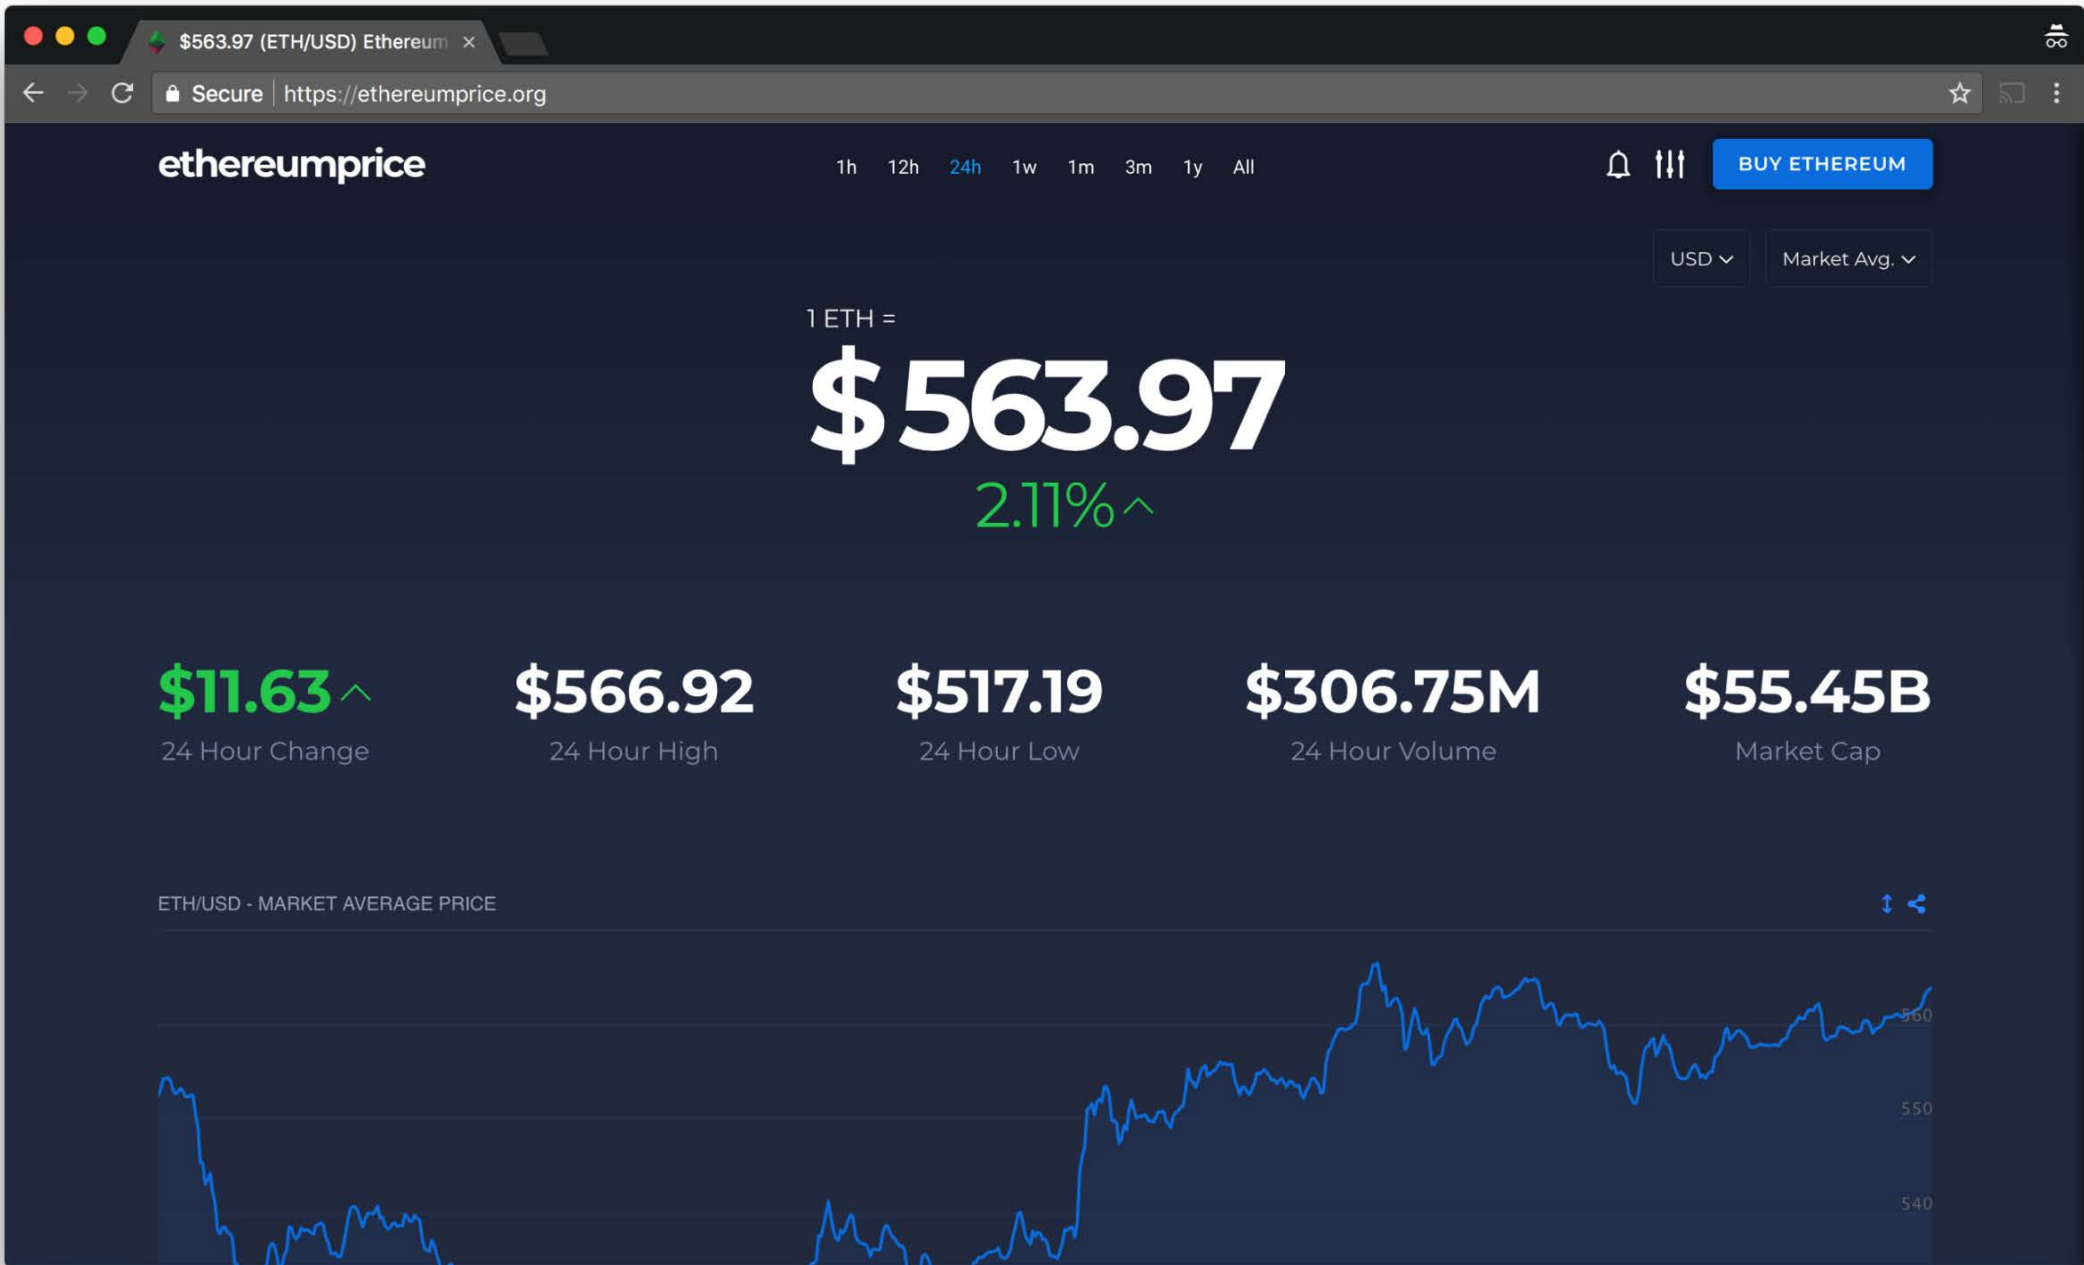 $563.97 (ETH/USD) Ethereum
Secure https://ethereumprice.org
ethereumprice
1h 12h 24h 1w 1m 3m 1y All
BUY ETHEREUM
USD Market Avg.
1 ETH =
$563.97
2.11%
$11.63 $566.92 $517.19 $306.75M $55.45B
24 Hour Change 24 Hour High 24 Hour Low 24 Hour Volume Market Cap
ETH/USD - MARKET AVERAGE PRICE
560
550
540